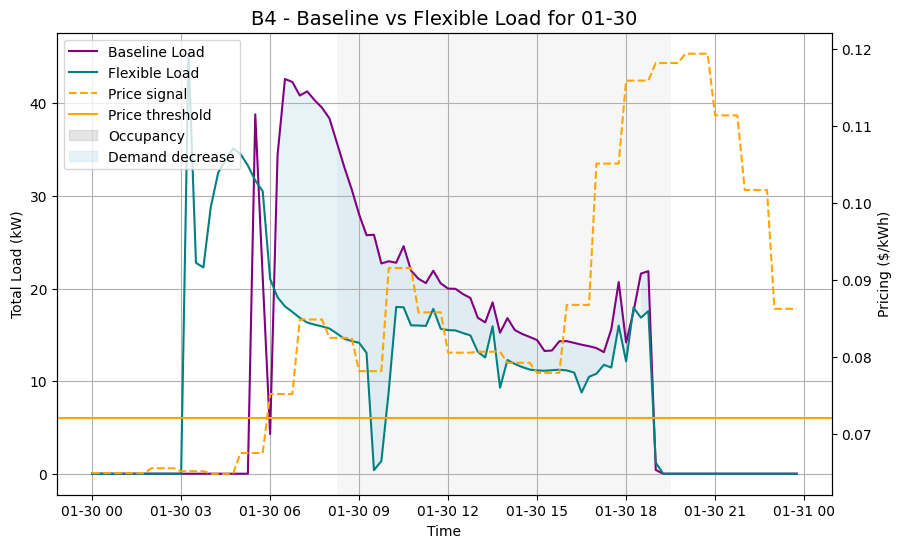 B4 - Baseline vs Flexible Load for 01-30
Baseline Load
Flexible Load
Price signal
Price threshold
Occupancy
Demand decrease
Total Load (kW)
40
30
20
10
0
0.12
0.11
0.10
0.09
0.08
0.07
Pricing ($/kWh)
01-30 00
01-30 03
01-30 06
01-30 09
01-30 12
01-30 15
01-30 18
01-30 21
01-31 00
Time